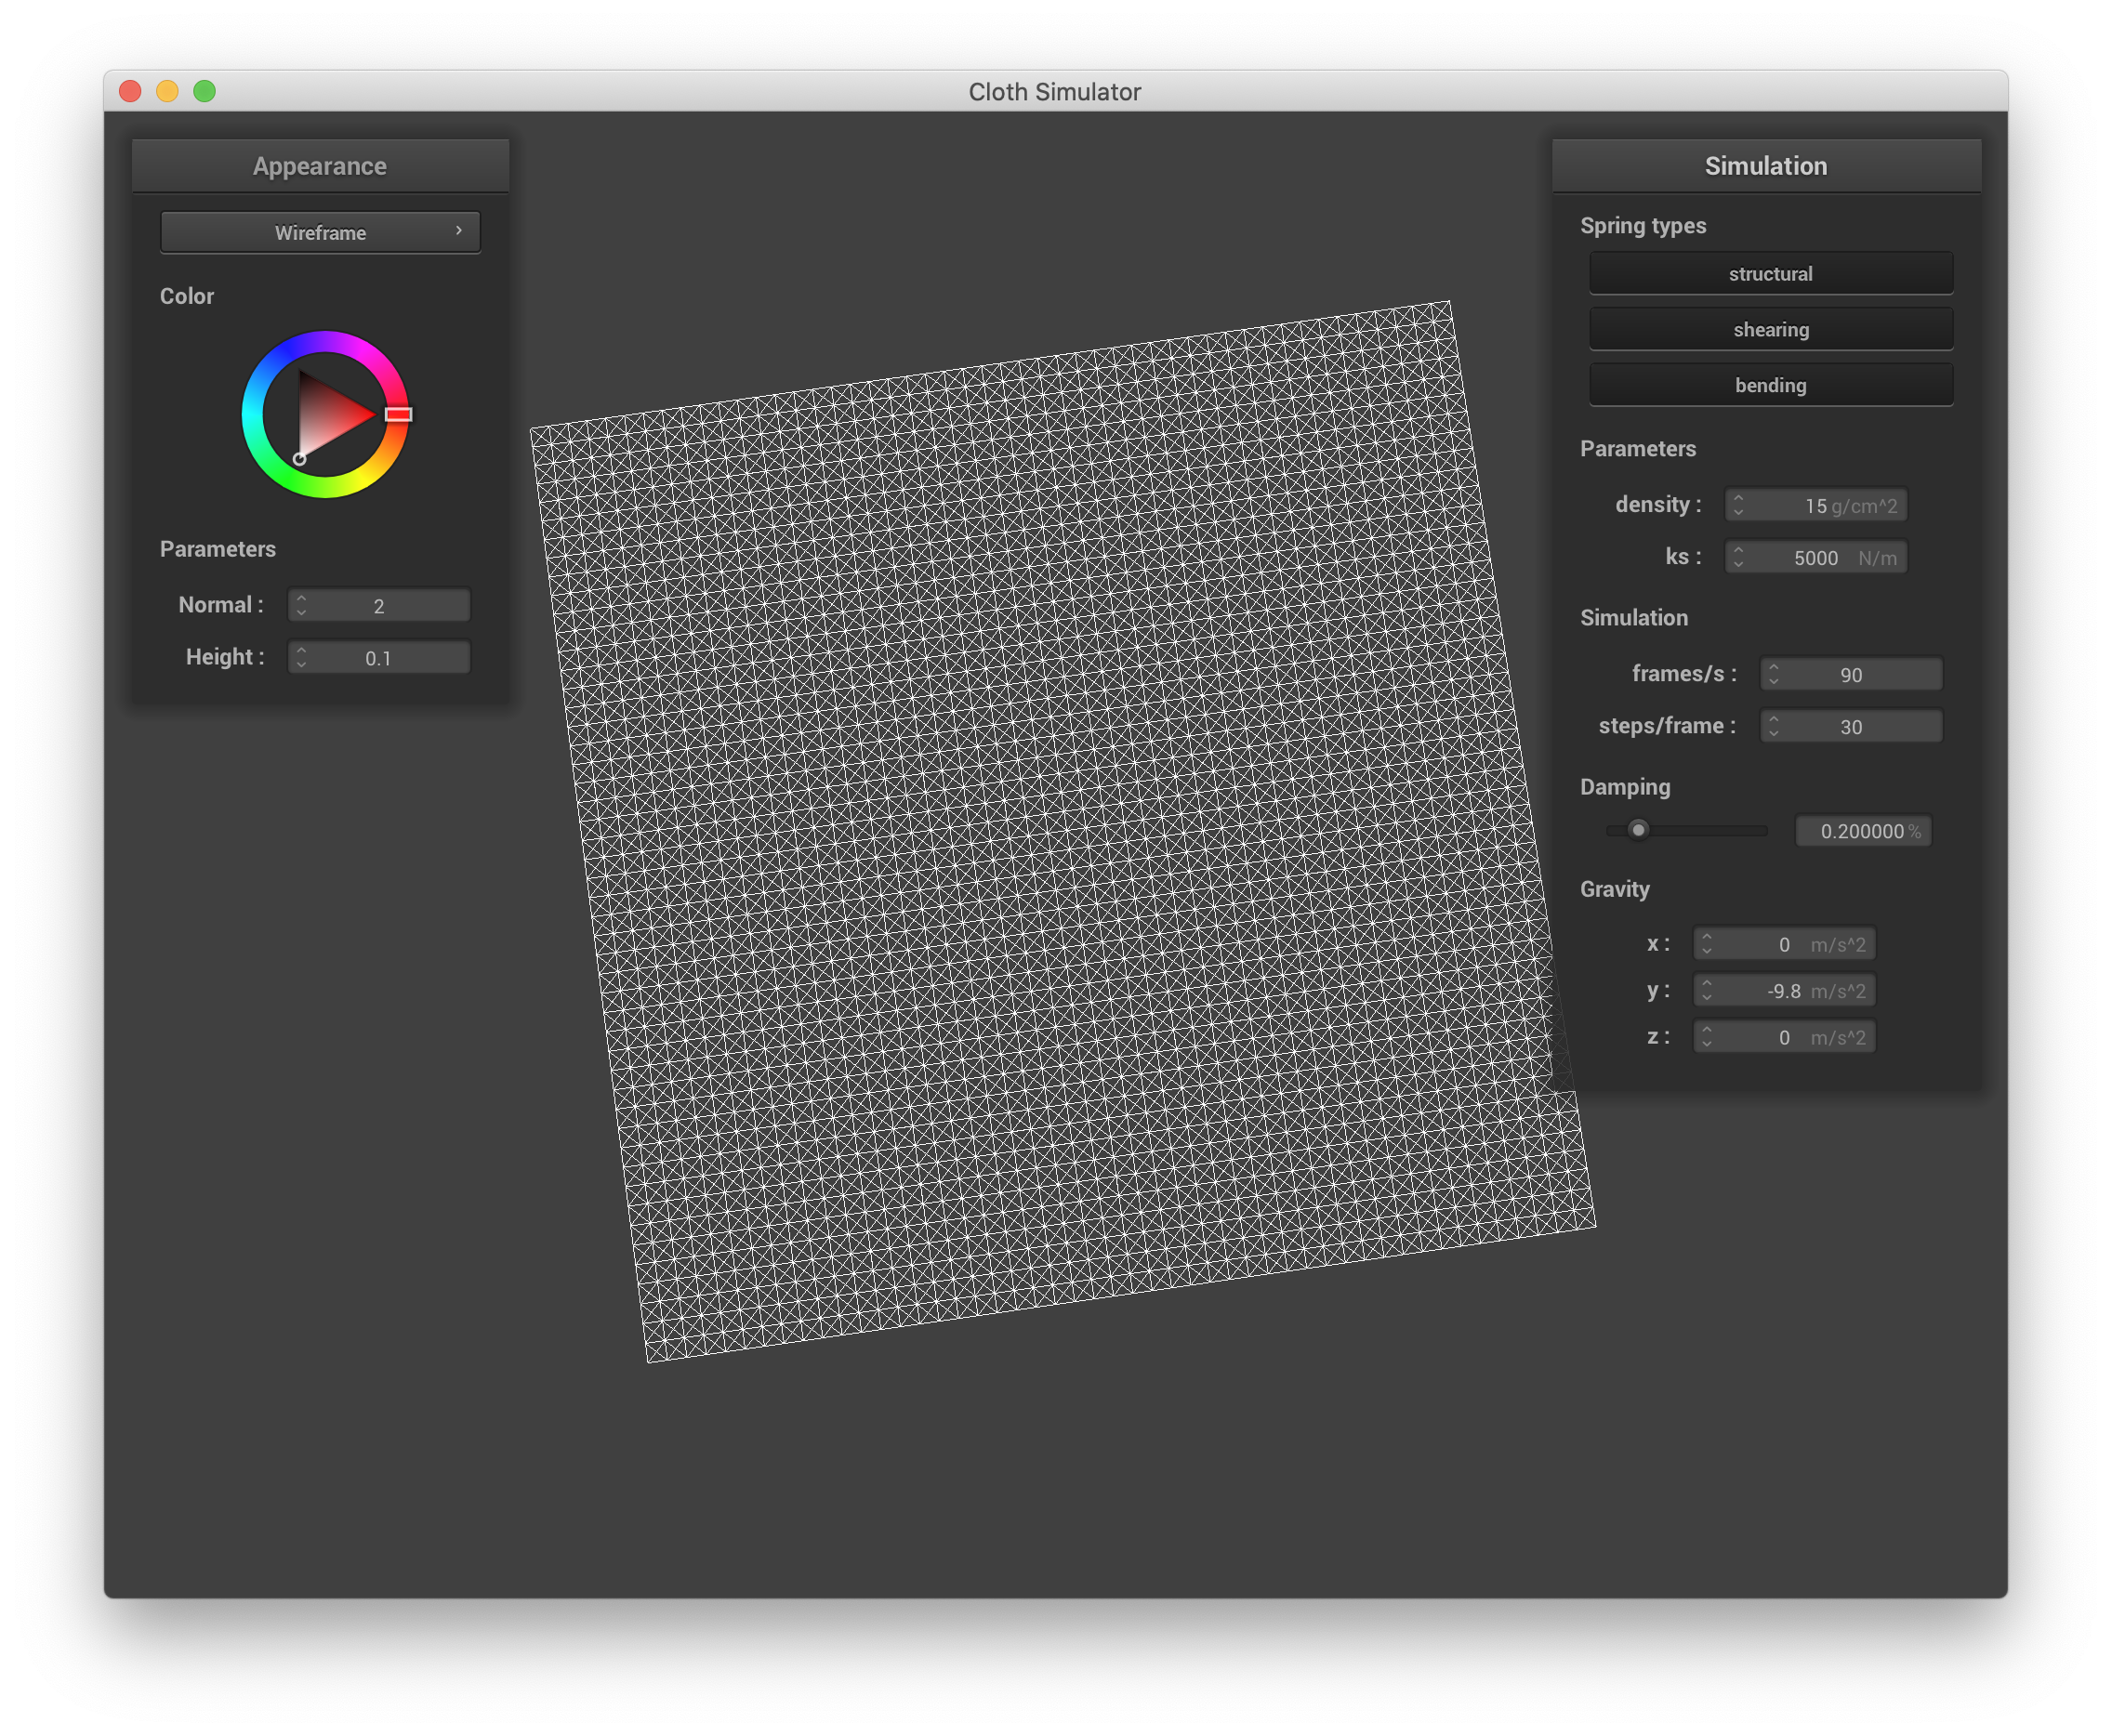 Cloth Simulator
Appearance
Wireframe
Color
Parameters
Normal : 2
Height : 0.1
Simulation
Spring types
structural
shearing
bending
Parameters
density : 15 g/cm^2
ks : 5000 N/m
Simulation
frames/s : 90
steps/frame : 30
Damping
0.200000 %
Gravity
x : 0 m/s^2
y : -9.8 m/s^2
z : 0 m/s^2